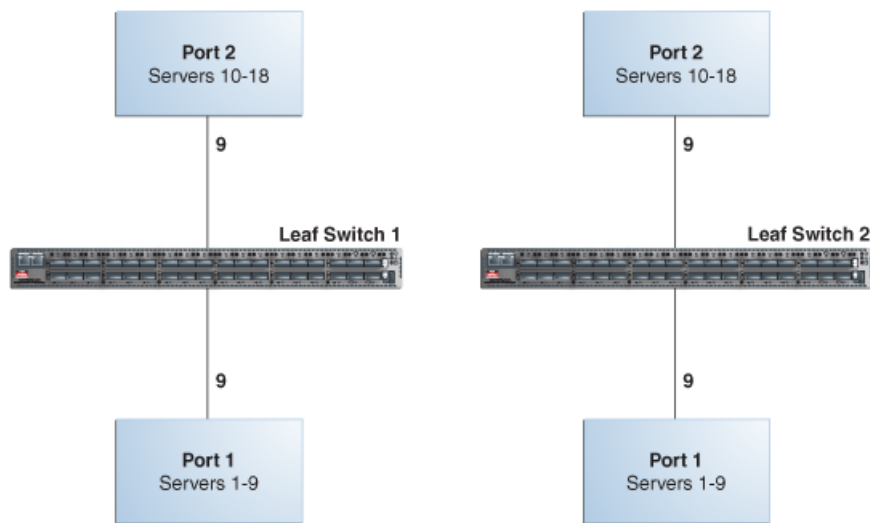 Port 2
Servers 10-18
Port 2
Servers 10-18
9
9
Leaf Switch 1
Leaf Switch 2
9
9
Port 1
Servers 1-9
Port 1
Servers 1-9